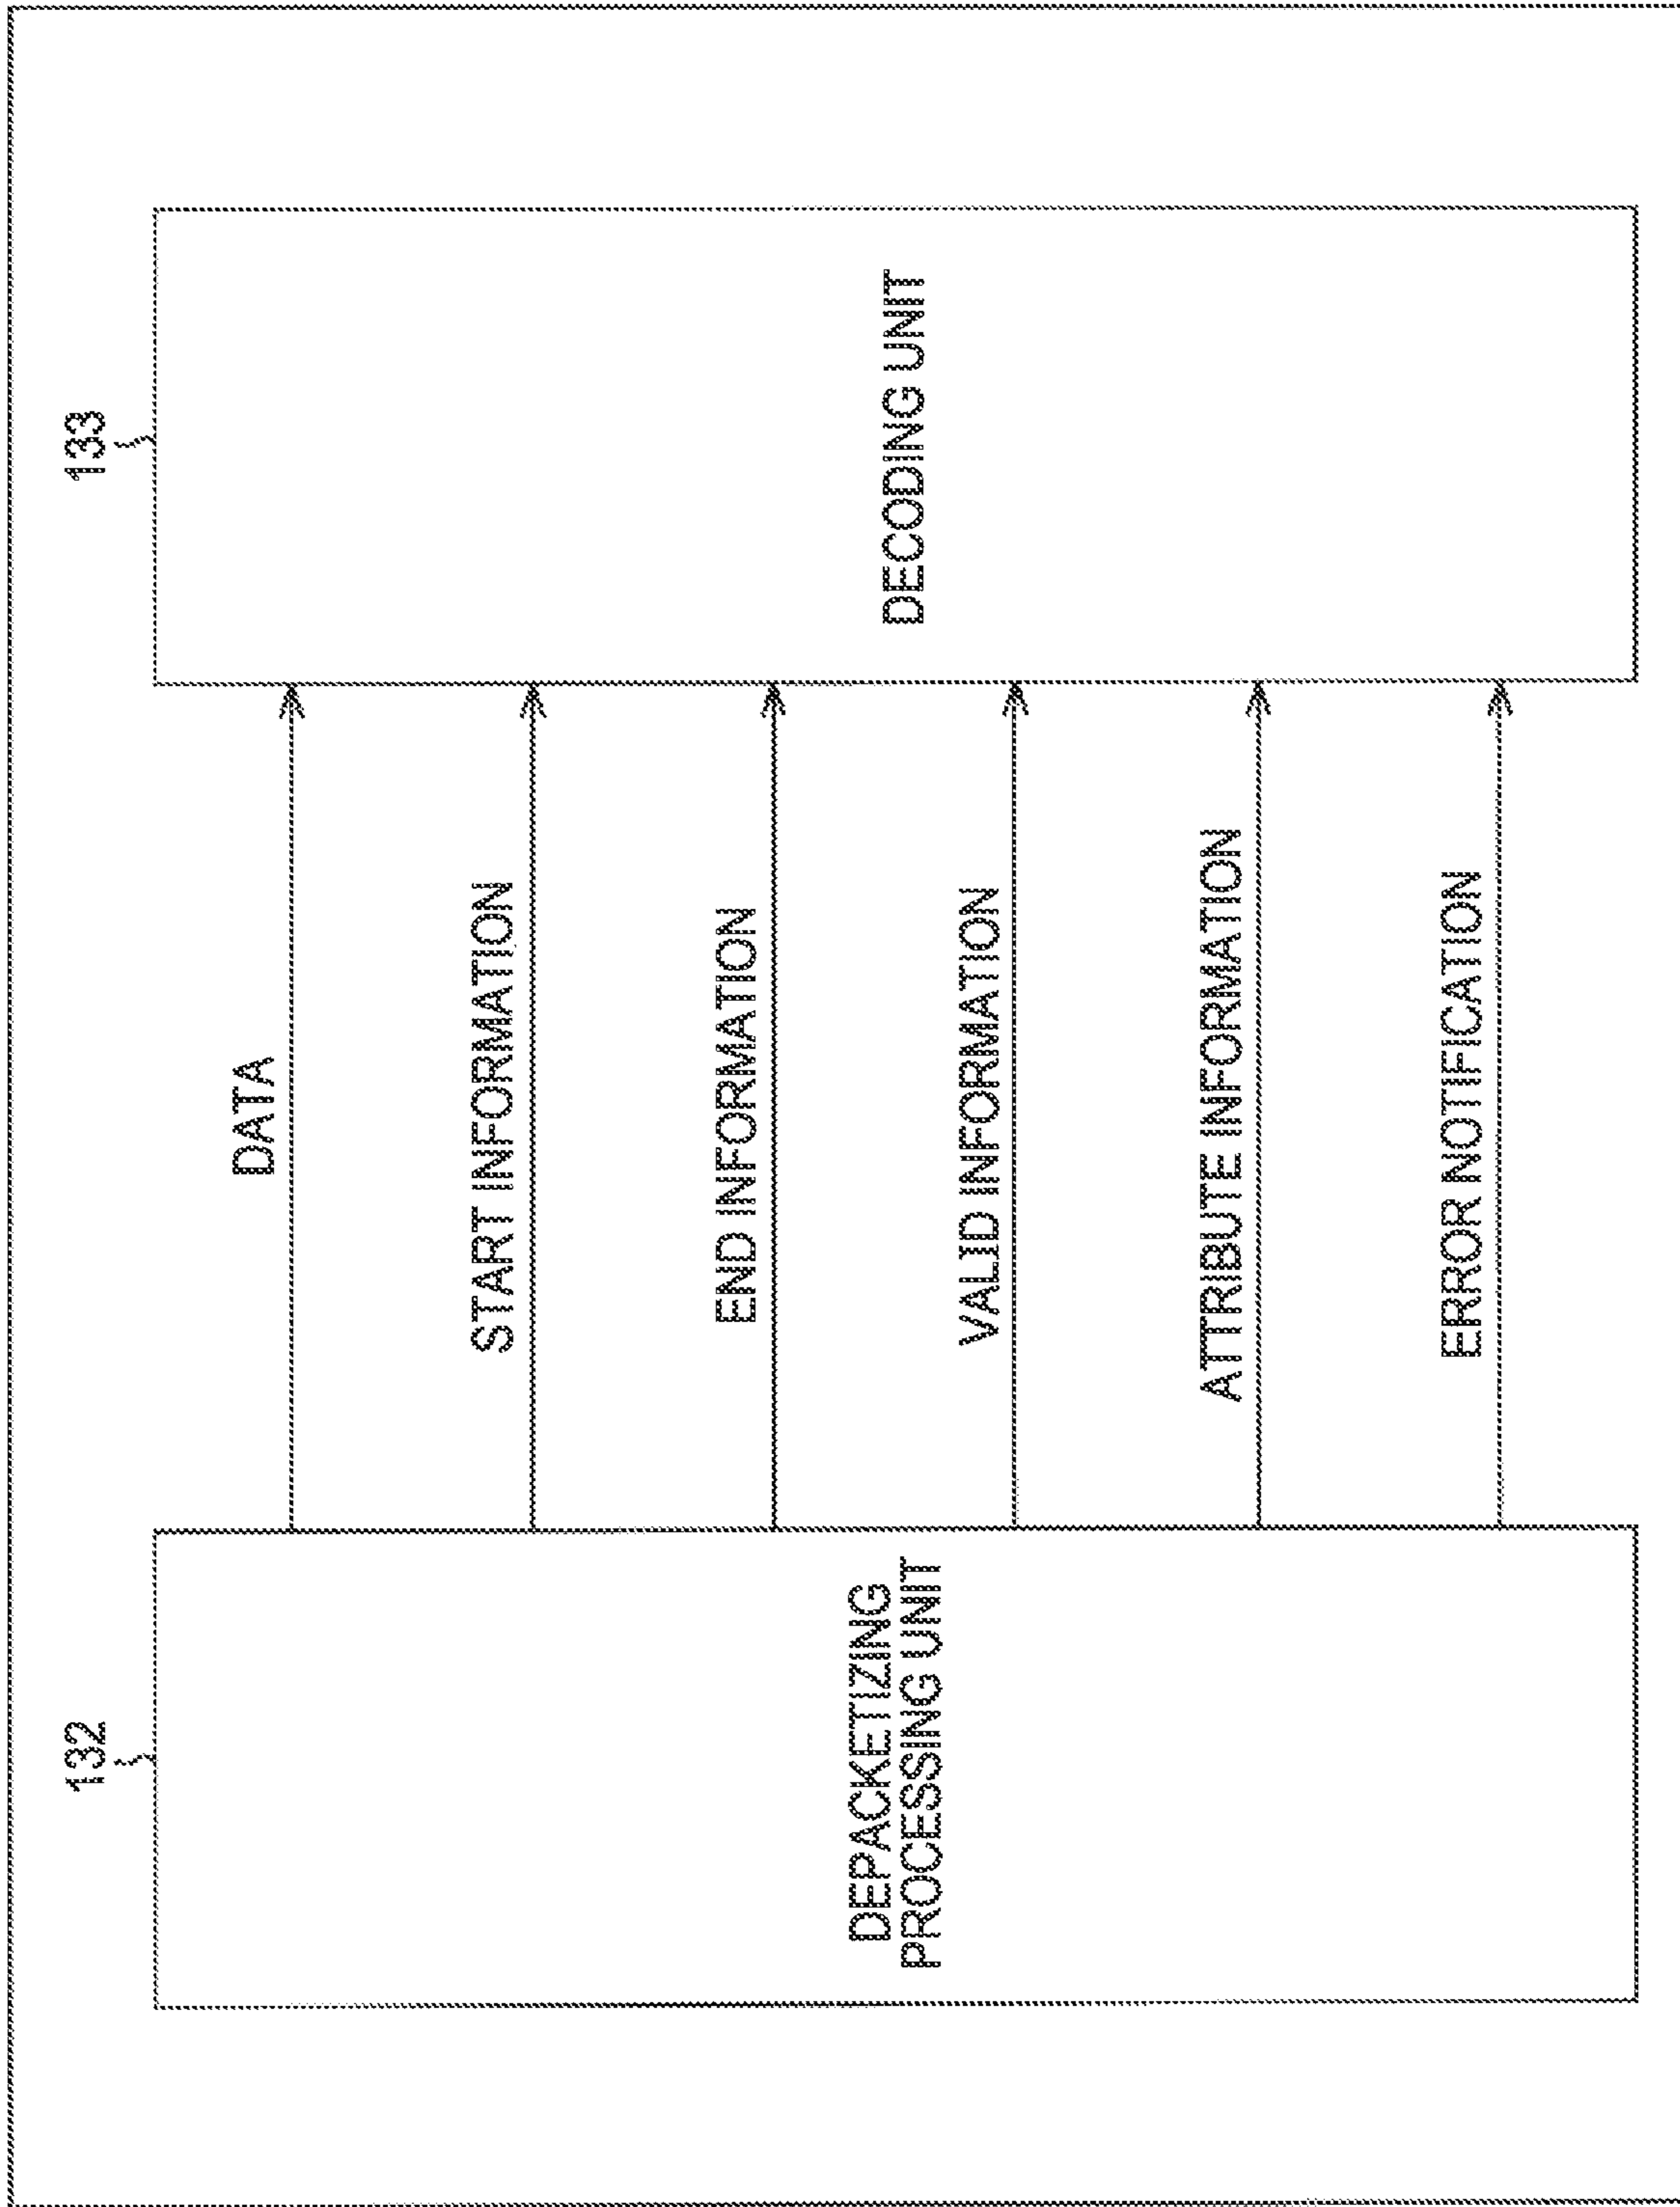 132
133
DATA
START INFORMATION
END INFORMATION
VALID INFORMATION
ATTRIBUTE INFORMATION
ERROR NOTIFICATION
DEPACKETIZING
PROCESSING UNIT
DECODING UNIT